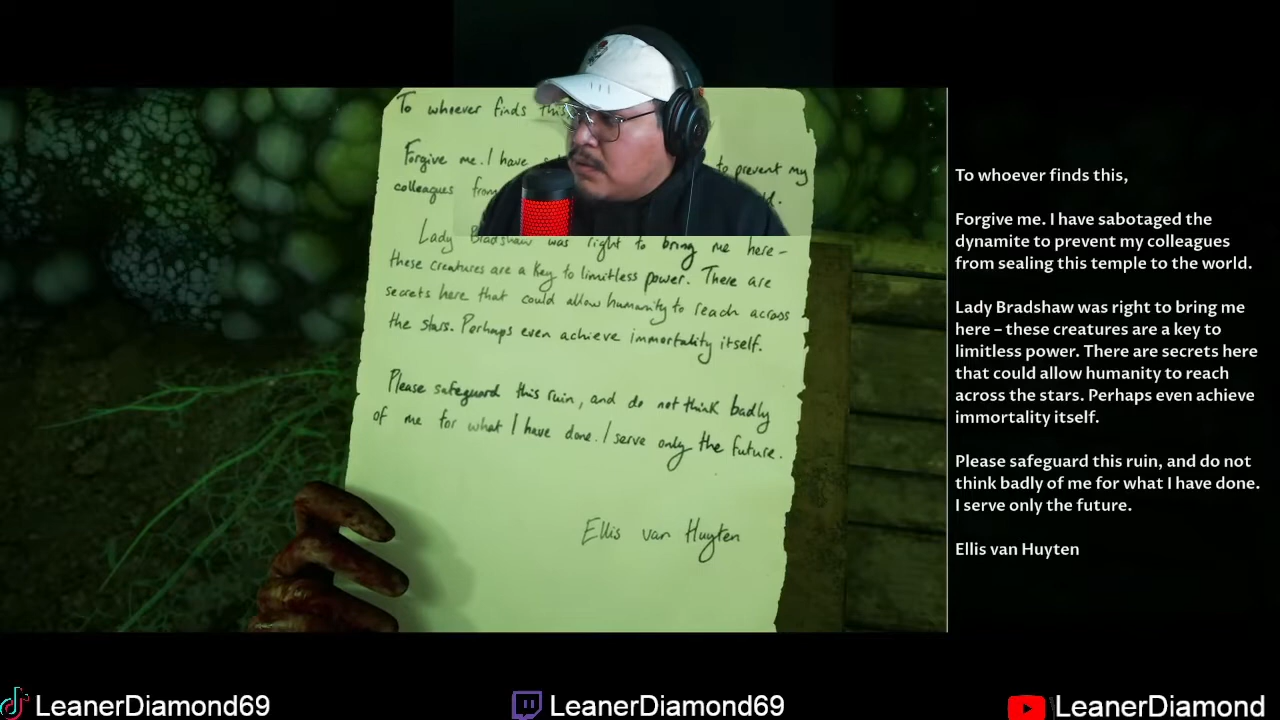 To whoever finds this
Forgive me. I have
to prevent my
colleagues from
Lady Bradshaw was right to bring me here –
these creatures are a key to limitless power. There are
secrets here that could allow humanity to reach across
the stars. Perhaps even achieve immortality itself.
Please safeguard this ruin, and do not think badly
of me for what I have done. I serve only the future.
Ellis van Huyten
To whoever finds this,
Forgive me. I have sabotaged the
dynamite to prevent my colleagues
from sealing this temple to the world.
Lady Bradshaw was right to bring me
here – these creatures are a key to
limitless power. There are secrets here
that could allow humanity to reach
across the stars. Perhaps even achieve
immortality itself.
Please safeguard this ruin, and do not
think badly of me for what I have done.
I serve only the future.
Ellis van Huyten
LeanerDiamond69
LeanerDiamond69
LeanerDiamond